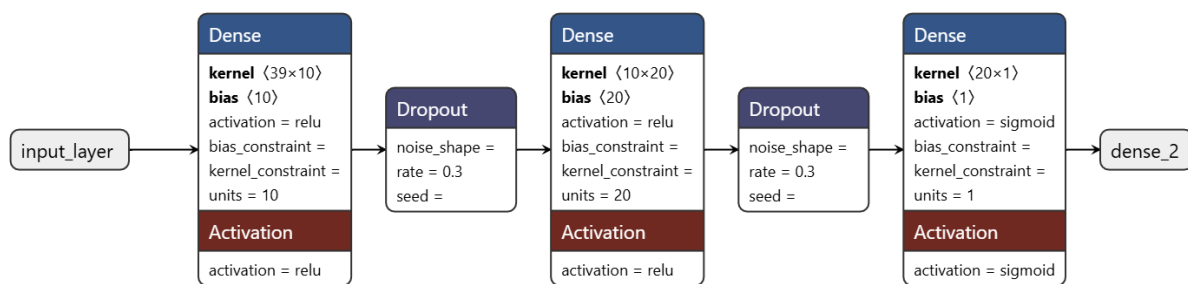 input_layer
Dense
kernel 〈39×10〉
bias 〈10〉
activation = relu
bias_constraint =
kernel_constraint =
units = 10
Activation
activation = relu
Dropout
noise_shape =
rate = 0.3
seed =
Dense
kernel 〈10×20〉
bias 〈20〉
activation = relu
bias_constraint =
kernel_constraint =
units = 20
Activation
activation = relu
Dropout
noise_shape =
rate = 0.3
seed =
Dense
kernel 〈20×1〉
bias 〈1〉
activation = sigmoid
bias_constraint =
kernel_constraint =
units = 1
Activation
activation = sigmoid
dense_2